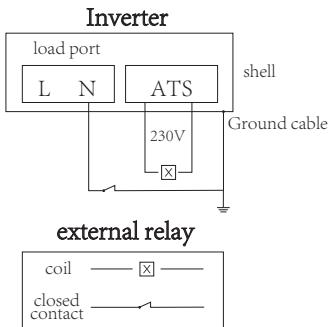 Inverter
load port
shell
L N
ATS
230V
Ground cable
X
external relay
coil
X
closed
contact